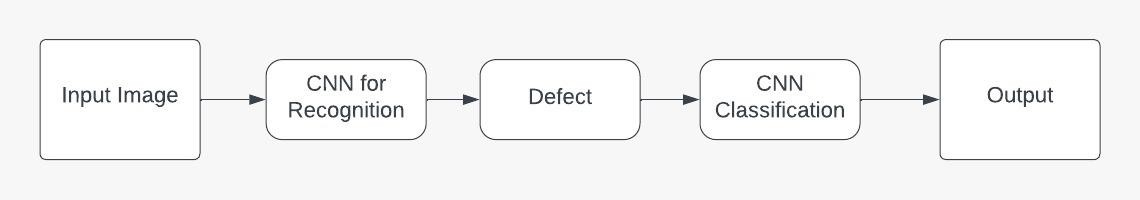 Input Image
CNN for
Recognition
Defect
CNN
Classification
Output